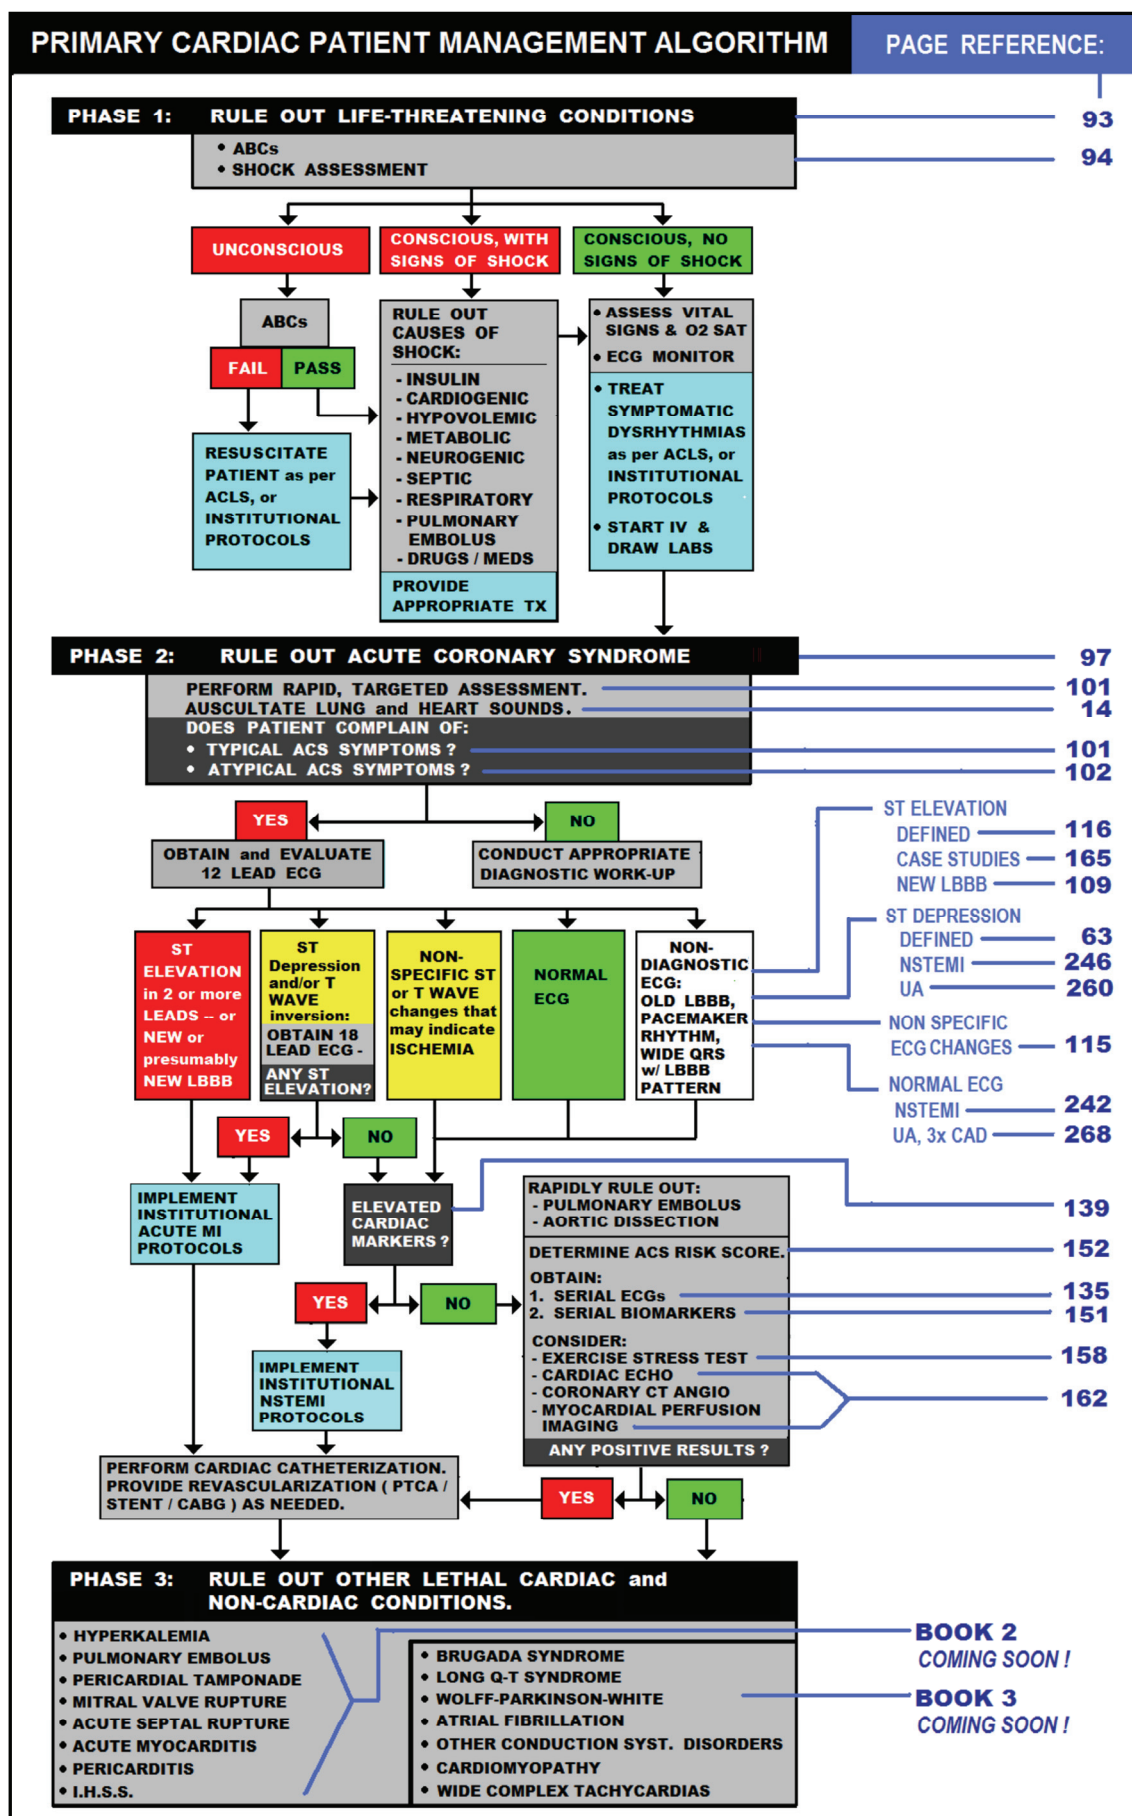 PRIMARY CARDIAC PATIENT MANAGEMENT ALGORITHM
PAGE REFERENCE:
PHASE 1: RULE OUT LIFE-THREATENING CONDITIONS
93
• ABCs
• SHOCK ASSESSMENT
94
UNCONSCIOUS
CONSCIOUS, WITH
SIGNS OF SHOCK
CONSCIOUS, NO
SIGNS OF SHOCK
ABCs
FAIL
PASS
RESUSCITATE
PATIENT as per
ACLS, or
INSTITUTIONAL
PROTOCOLS
RULE OUT
CAUSES OF
SHOCK:
- INSULIN
- CARDIOGENIC
- HYPOVOLEMIC
- METABOLIC
- NEUROGENIC
- SEPTIC
- RESPIRATORY
- PULMONARY
EMBOLUS
- DRUGS / MEDS
PROVIDE
APPROPRIATE TX
• ASSESS VITAL
SIGNS & O2 SAT
• ECG MONITOR
• TREAT
SYMPTOMATIC
DYSRHYTHMIAS
as per ACLS, or
INSTITUTIONAL
PROTOCOLS
• START IV &
DRAW LABS
PHASE 2: RULE OUT ACUTE CORONARY SYNDROME
97
PERFORM RAPID, TARGETED ASSESSMENT.
101
AUSCULTATE LUNG and HEART SOUNDS.
14
DOES PATIENT COMPLAIN OF:
• TYPICAL ACS SYMPTOMS ?
101
• ATYPICAL ACS SYMPTOMS ?
102
YES
NO
OBTAIN and EVALUATE
12 LEAD ECG
CONDUCT APPROPRIATE
DIAGNOSTIC WORK-UP
ST ELEVATION
DEFINED 116
CASE STUDIES 165
NEW LBBB 109
ST DEPRESSION
DEFINED 63
NSTEMI 246
UA 260
NON SPECIFIC
ECG CHANGES 115
NORMAL ECG
NSTEMI 242
UA, 3x CAD 268
ST
ELEVATION
in 2 or more
LEADS -- or
NEW or
presumably
NEW LBBB
ST
Depression
and/or T
WAVE
inversion:
OBTAIN 18
LEAD ECG -
ANY ST
ELEVATION?
NON-
SPECIFIC ST
or T WAVE
changes that
may indicate
ISCHEMIA
NORMAL
ECG
NON-
DIAGNOSTIC
ECG:
OLD LBBB,
PACEMAKER
RHYTHM,
WIDE QRS
w/ LBBB
PATTERN
YES
NO
IMPLEMENT
INSTITUTIONAL
ACUTE MI
PROTOCOLS
ELEVATED
CARDIAC
MARKERS ?
139
YES
NO
IMPLEMENT
INSTITUTIONAL
NSTEMI
PROTOCOLS
RAPIDLY RULE OUT:
- PULMONARY EMBOLUS
- AORTIC DISSECTION
DETERMINE ACS RISK SCORE.
152
OBTAIN:
1. SERIAL ECGs
135
2. SERIAL BIOMARKERS
151
CONSIDER:
- EXERCISE STRESS TEST
158
- CARDIAC ECHO
- CORONARY CT ANGIO
162
- MYOCARDIAL PERFUSION
IMAGING
ANY POSITIVE RESULTS ?
PERFORM CARDIAC CATHETERIZATION.
PROVIDE REVASCULARIZATION ( PTCA /
STENT / CABG ) AS NEEDED.
YES
NO
PHASE 3: RULE OUT OTHER LETHAL CARDIAC and
NON-CARDIAC CONDITIONS.
• HYPERKALEMIA
• PULMONARY EMBOLUS
• PERICARDIAL TAMPONADE
• MITRAL VALVE RUPTURE
• ACUTE SEPTAL RUPTURE
• ACUTE MYOCARDITIS
• PERICARDITIS
• I.H.S.S.
• BRUGADA SYNDROME
• LONG Q-T SYNDROME
• WOLFF-PARKINSON-WHITE
• ATRIAL FIBRILLATION
• OTHER CONDUCTION SYST. DISORDERS
• CARDIOMYOPATHY
• WIDE COMPLEX TACHYCARDIAS
BOOK 2
COMING SOON !
BOOK 3
COMING SOON !